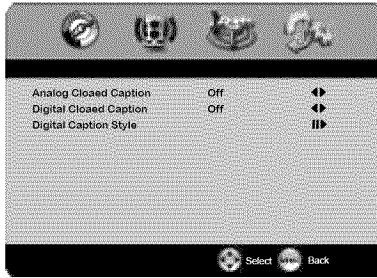 Analog Cloaed Caption Off
Digital Cloaed Caption Off
Digital Caption Style
Select Back